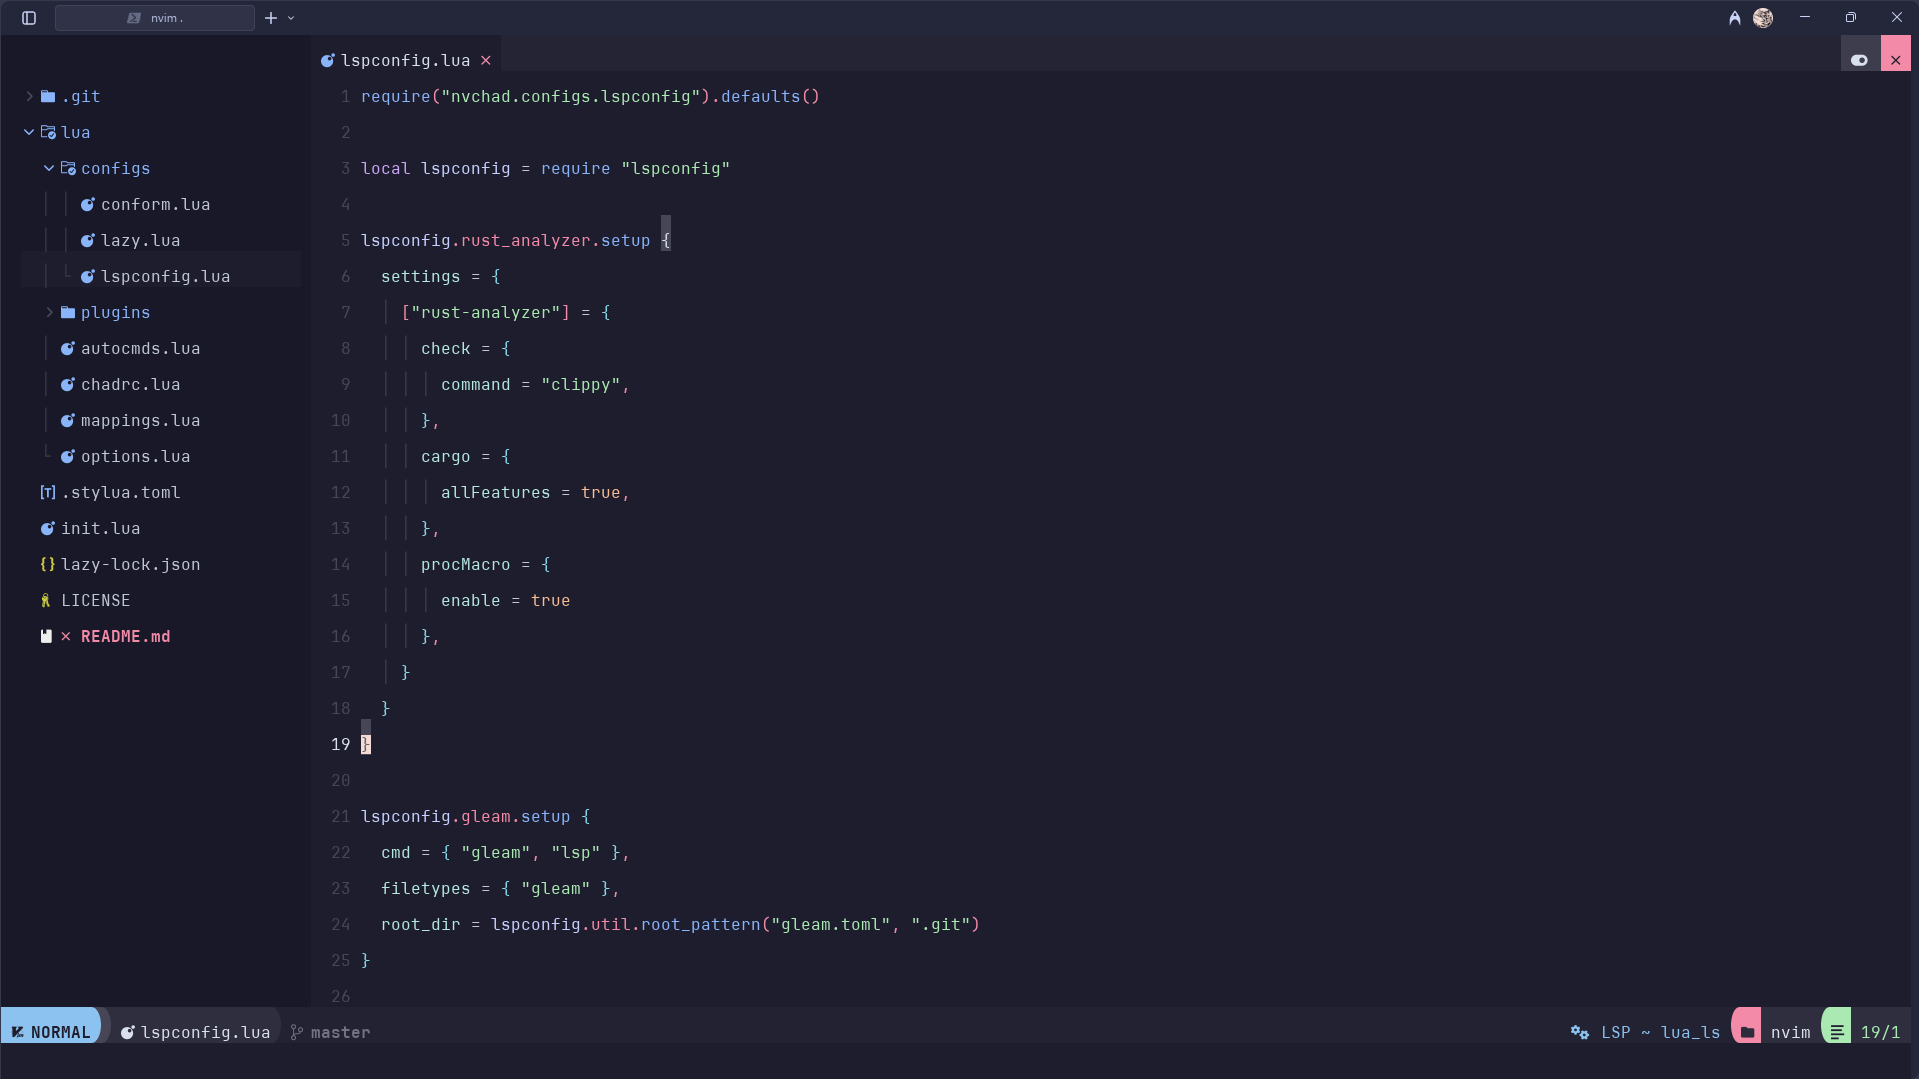 nvim .
.git
lua
configs
conform.lua
lazy.lua
lspconfig.lua
plugins
autocmds.lua
chadrc.lua
mappings.lua
options.lua
[T] .stylua.toml
init.lua
{} lazy-lock.json
LICENSE
× README.md
lspconfig.lua ×
1 require("nvchad.configs.lspconfig").defaults()
2
3 local lspconfig = require "lspconfig"
4
5 lspconfig.rust_analyzer.setup {
6 settings = {
7 ["rust-analyzer"] = {
8 check = {
9 command = "clippy",
10 },
11 cargo = {
12 allFeatures = true,
13 },
14 procMacro = {
15 enable = true
16 },
17 }
18 }
19 }
20
21 lspconfig.gleam.setup {
22 cmd = { "gleam", "lsp" },
23 filetypes = { "gleam" },
24 root_dir = lspconfig.util.root_pattern("gleam.toml", ".git")
25 }
26
NORMAL lspconfig.lua master LSP ~ lua_ls nvim 19/1